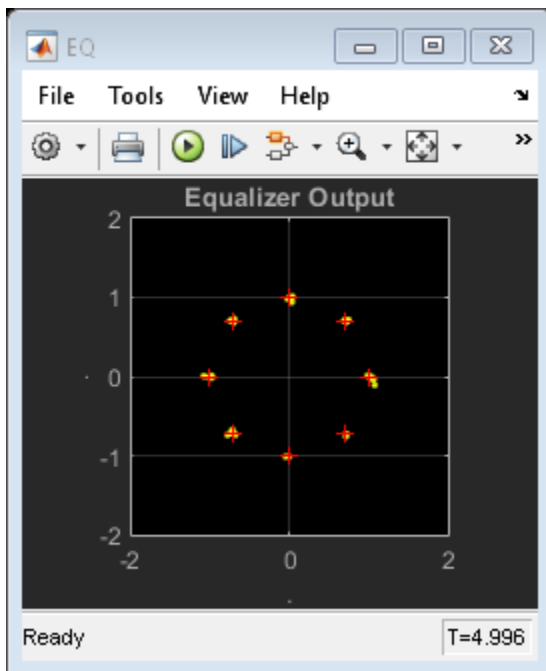 EQ
File Tools View Help
Equalizer Output
2
1
0
-1
-2
-2 0 2
Ready T=4.996